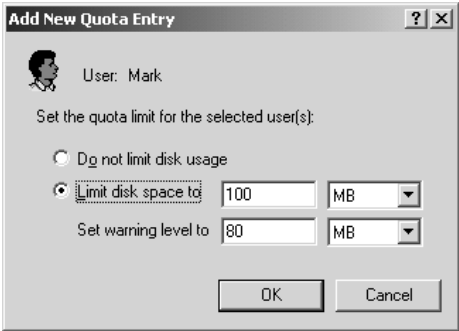 Add New Quota Entry
User: Mark
Set the quota limit for the selected user(s):
Do not limit disk usage
Limit disk space to 100 MB
Set warning level to 80 MB
OK Cancel